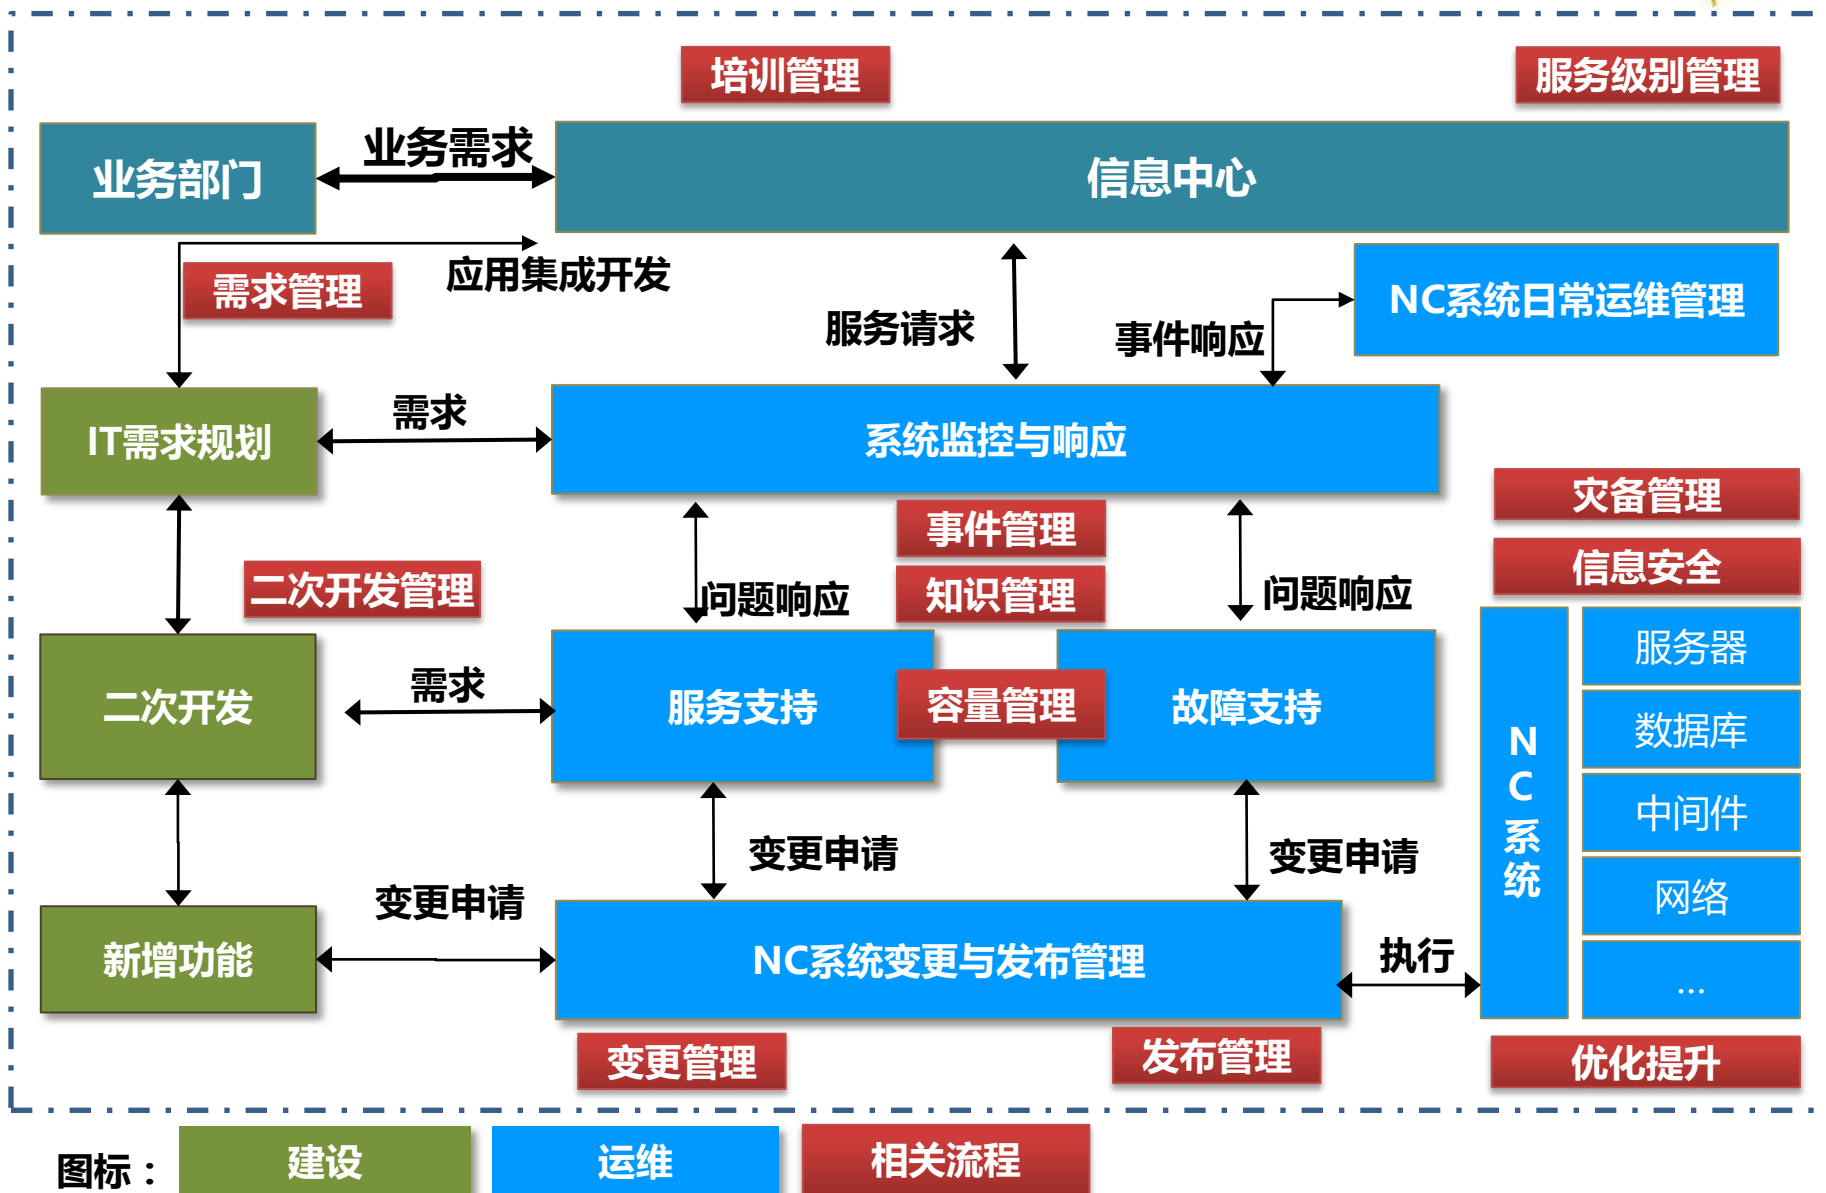 培训管理
服务级别管理
业务部门
业务需求
信息中心
需求管理
应用集成开发
服务请求
事件响应
NC系统日常运维管理
IT需求规划
需求
系统监控与响应
灾备管理
事件管理
信息安全
二次开发管理
问题响应
知识管理
问题响应
二次开发
需求
服务支持
容量管理
故障支持
NC系统
服务器
数据库
中间件
网络
...
变更申请
变更申请
变更申请
新增功能
NC系统变更与发布管理
执行
变更管理
发布管理
优化提升
图标：
建设
运维
相关流程